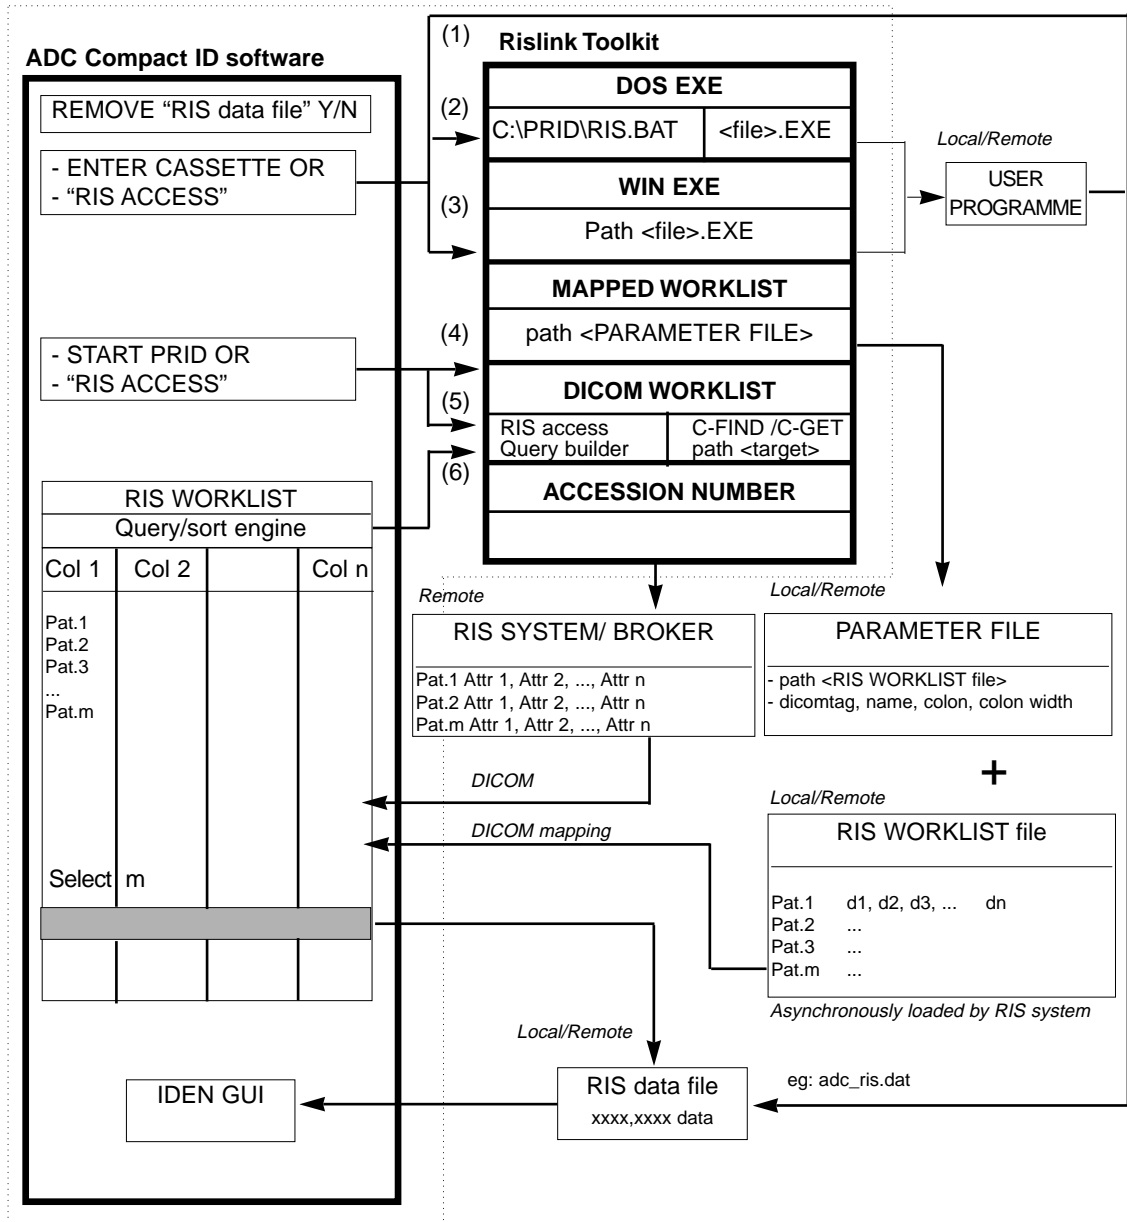 ADC Compact ID software
REMOVE “RIS data file” Y/N
- ENTER CASSETTE OR
- “RIS ACCESS”
- START PRID OR
- “RIS ACCESS”
RIS WORKLIST
Query/sort engine
Col 1 Col 2 Col n
Pat.1
Pat.2
Pat.3
...
Pat.m
Select m
IDEN GUI
(1)
(2)
(3)
(4)
(5)
(6)
Rislink Toolkit
DOS EXE
C:\PRID\RIS.BAT <file>.EXE
WIN EXE
Path <file>.EXE
MAPPED WORKLIST
path <PARAMETER FILE>
DICOM WORKLIST
RIS access C-FIND /C-GET
Query builder path <target>
ACCESSION NUMBER
Local/Remote
USER
PROGRAMME
Remote
RIS SYSTEM/ BROKER
Pat.1 Attr 1, Attr 2, ..., Attr n
Pat.2 Attr 1, Attr 2, ..., Attr n
Pat.m Attr 1, Attr 2, ..., Attr n
Local/Remote
PARAMETER FILE
- path <RIS WORKLIST file>
- dicomtag, name, colon, colon width
+
DICOM
DICOM mapping
Local/Remote
RIS WORKLIST file
Pat.1 d1, d2, d3, ... dn
Pat.2 ...
Pat.3 ...
Pat.m ...
Asynchronously loaded by RIS system
Local/Remote
RIS data file
xxxx,xxxx data
eg: adc_ris.dat